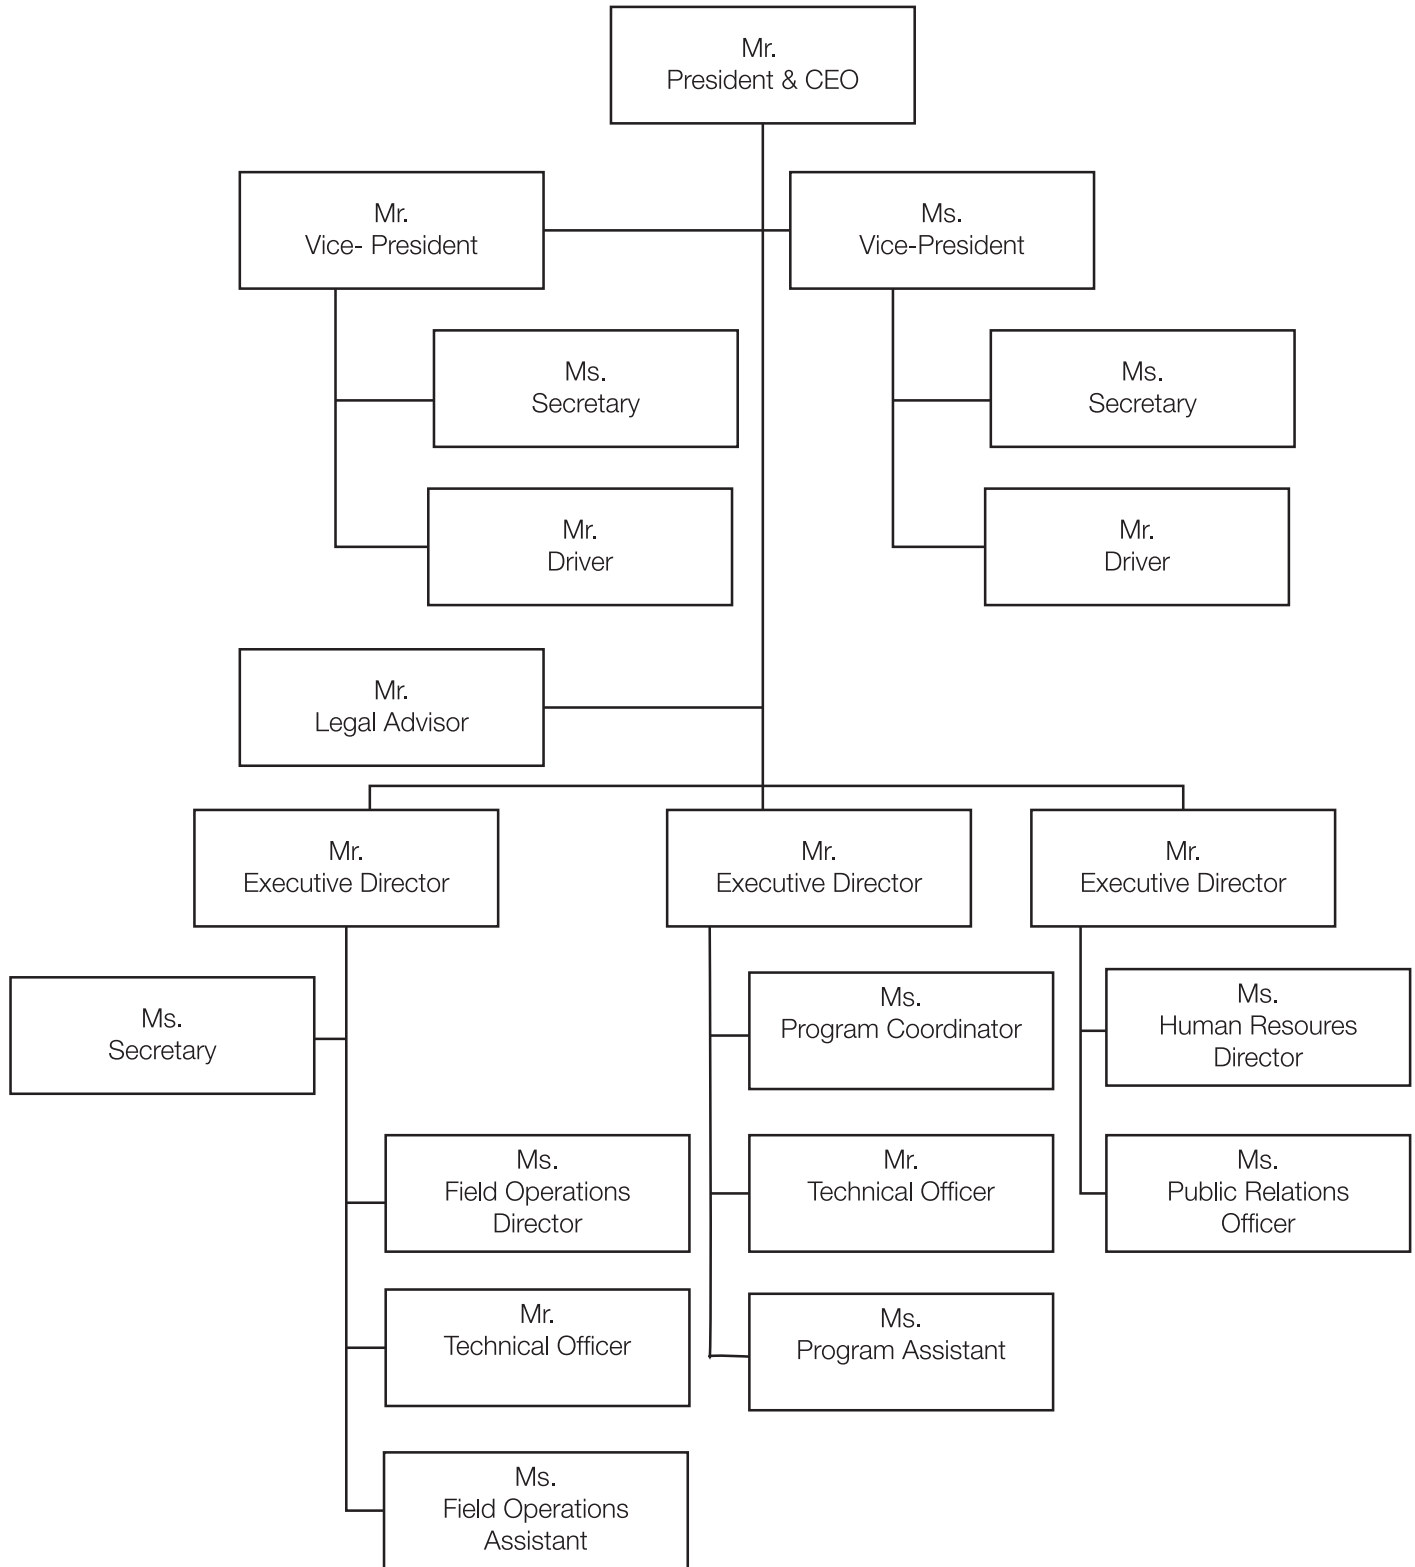 Mr.
President & CEO
Mr.
Vice- President
Ms.
Vice-President
Ms.
Secretary
Ms.
Secretary
Mr.
Driver
Mr.
Driver
Mr.
Legal Advisor
Mr.
Executive Director
Mr.
Executive Director
Mr.
Executive Director
Ms.
Secretary
Ms.
Program Coordinator
Ms.
Human Resoures
Director
Ms.
Field Operations
Director
Mr.
Technical Officer
Ms.
Public Relations
Officer
Mr.
Technical Officer
Ms.
Program Assistant
Ms.
Field Operations
Assistant